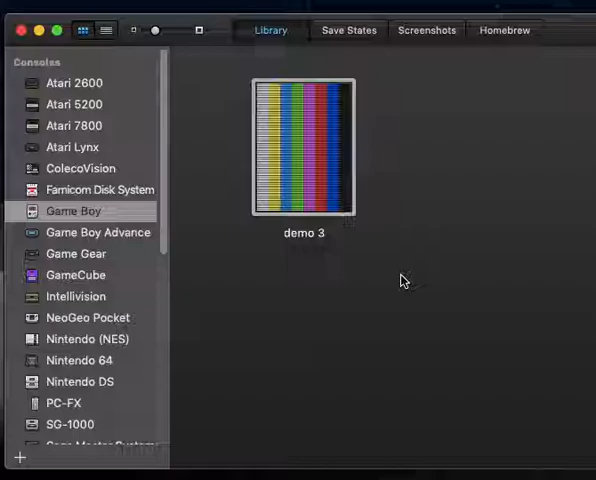 Library
Save States
Screenshots
Homebrew
Consoles
Atari 2600
Atari 5200
Atari 7800
Atari Lynx
ColecoVision
Famicom Disk System
Game Boy
Game Boy Advance
Game Gear
GameCube
Intellivision
NeoGeo Pocket
Nintendo (NES)
Nintendo 64
Nintendo DS
PC-FX
SG-1000
demo 3